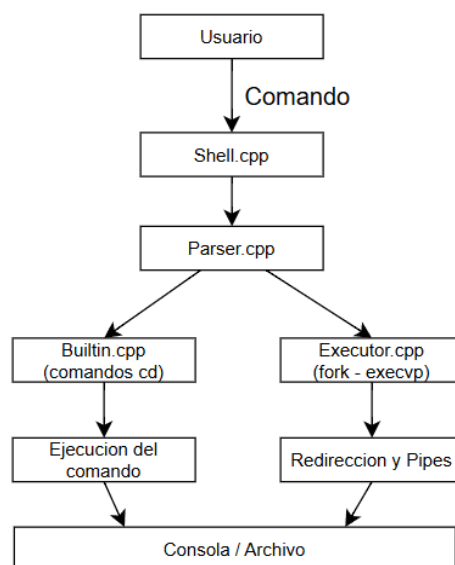 Usuario
Comando
Shell.cpp
Parser.cpp
Builtin.cpp
(comandos cd)
Executor.cpp
(fork - execvp)
Ejecucion del
comando
Redireccion y Pipes
Consola / Archivo